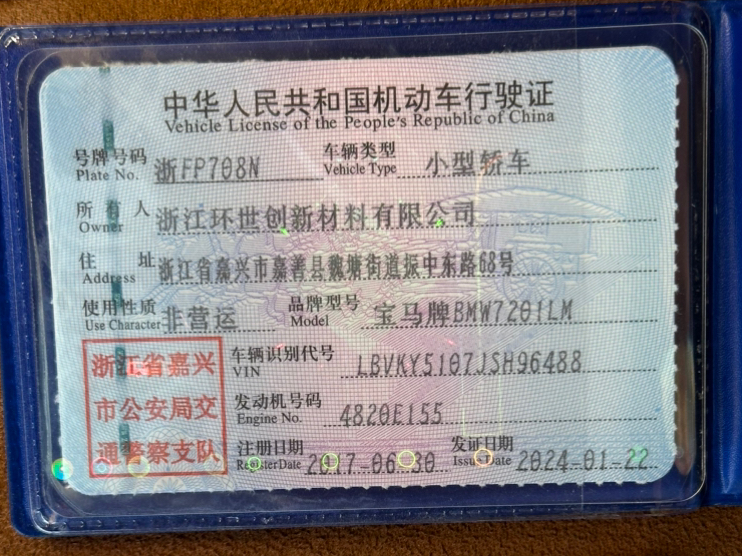 中华人民共和国机动车行驶证
Vehicle License of the People's Republic of China
号牌号码 浙FP708N 车辆类型 小型轿车
Plate No. Vehicle Type
所有人 浙江环世创新材料有限公司
Owner
住址 浙江省嘉兴市嘉善县魏塘街道振中东路68号
Address
使用性质 非营运 品牌型号 宝马牌BMW7201LM
Use Character Model
浙江省嘉兴
市公安局交
通警察支队
车辆识别代号 LBVKY5107JSH96488
VIN
发动机号码 4820E155
Engine No.
注册日期 2017-06-30 发证日期 2024-01-22
Register Date Issue Date